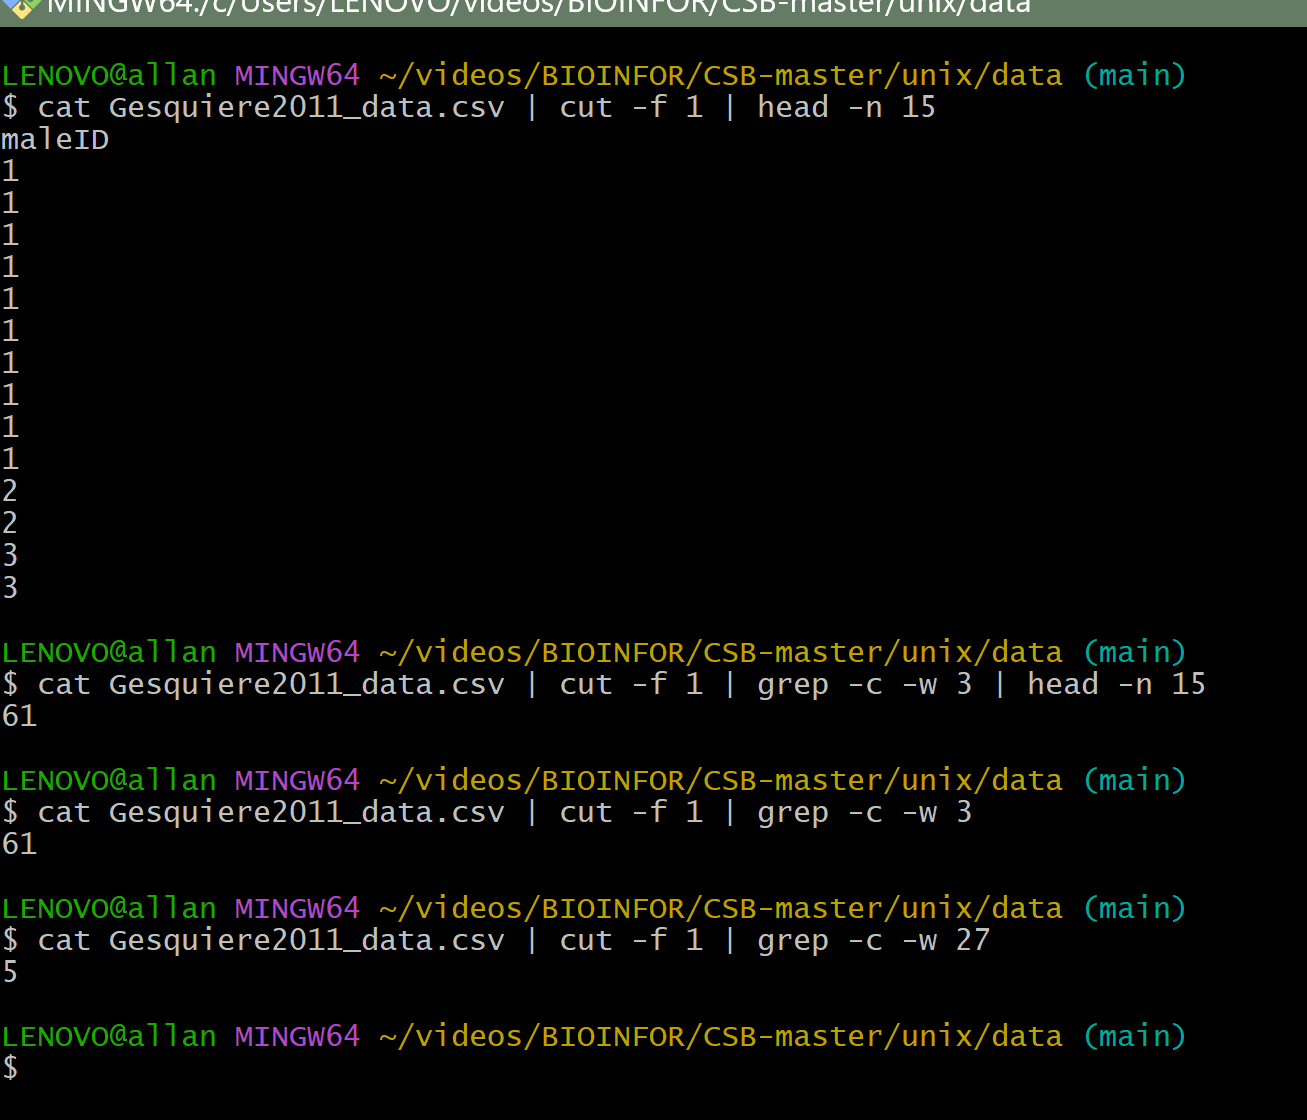 MINGW64:/c/Users/LENOVO/videos/BIOINFOR/CSB-master/unix/data
LENOVO@allan MINGW64 ~/videos/BIOINFOR/CSB-master/unix/data (main)
$ cat Gesquiere2011_data.csv | cut -f 1 | head -n 15
maleID
1
1
1
1
1
1
1
1
1
1
2
2
3
3
LENOVO@allan MINGW64 ~/videos/BIOINFOR/CSB-master/unix/data (main)
$ cat Gesquiere2011_data.csv | cut -f 1 | grep -c -w 3 | head -n 15
61
LENOVO@allan MINGW64 ~/videos/BIOINFOR/CSB-master/unix/data (main)
$ cat Gesquiere2011_data.csv | cut -f 1 | grep -c -w 3
61
LENOVO@allan MINGW64 ~/videos/BIOINFOR/CSB-master/unix/data (main)
$ cat Gesquiere2011_data.csv | cut -f 1 | grep -c -w 27
5
LENOVO@allan MINGW64 ~/videos/BIOINFOR/CSB-master/unix/data (main)
$